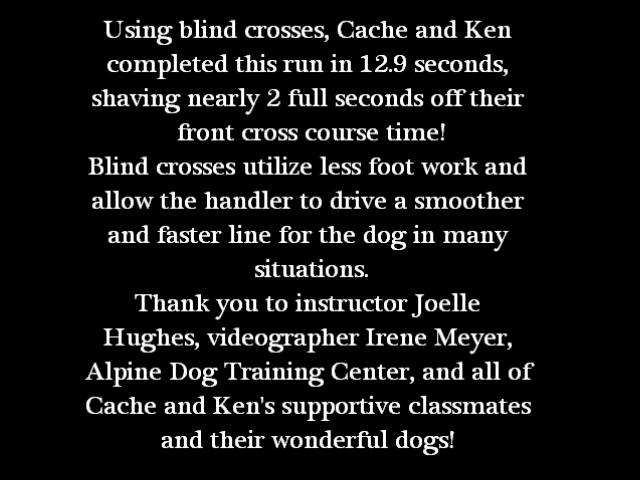 Using blind crosses, Cache and Ken
completed this run in 12.9 seconds,
shaving nearly 2 full seconds off their
front cross course time!
Blind crosses utilize less foot work and
allow the handler to drive a smoother
and faster line for the dog in many
situations.
Thank you to instructor Joelle
Hughes, videographer Irene Meyer,
Alpine Dog Training Center, and all of
Cache and Ken's supportive classmates
and their wonderful dogs!